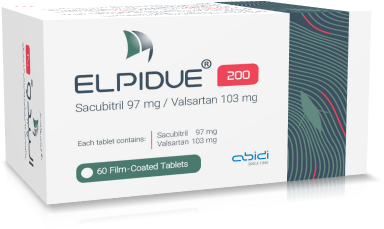 ELPIDUE® 200
Sacubitril 97 mg / Valsartan 103 mg
Each tablet contains: Sacubitril 97 mg
Valsartan 103 mg
60 Film-Coated Tablets
abidi